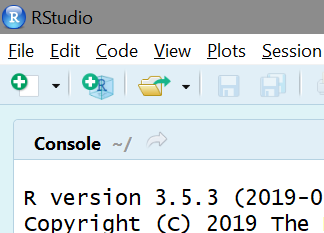 RStudio
File Edit Code View Plots Session
Console ~/
R version 3.5.3 (2019-0
Copyright (C) 2019 The